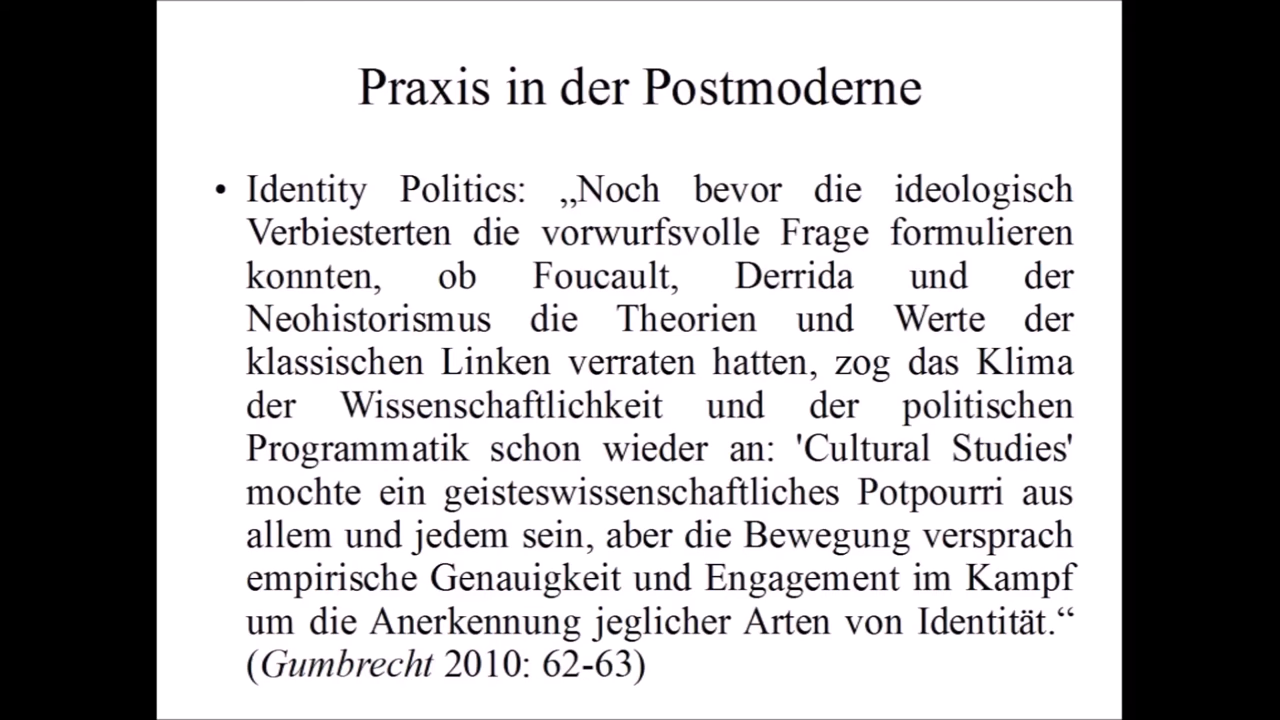 Praxis in der Postmoderne
• Identity Politics: „Noch bevor die ideologisch
Verbiesterten die vorwurfsvolle Frage formulieren
konnten, ob Foucault, Derrida und der
Neohistorismus die Theorien und Werte der
klassischen Linken verraten hatten, zog das Klima
der Wissenschaftlichkeit und der politischen
Programmatik schon wieder an: 'Cultural Studies'
mochte ein geisteswissenschaftliches Potpourri aus
allem und jedem sein, aber die Bewegung versprach
empirische Genauigkeit und Engagement im Kampf
um die Anerkennung jeglicher Arten von Identität.“
(Gumbrecht 2010: 62-63)